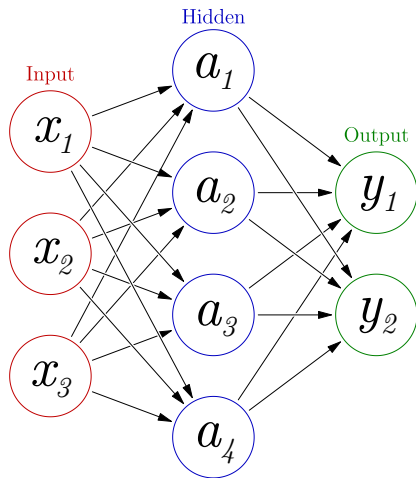 Hidden
Input
Output
x1
x2
x3
a1
a2
a3
a4
y1
y2